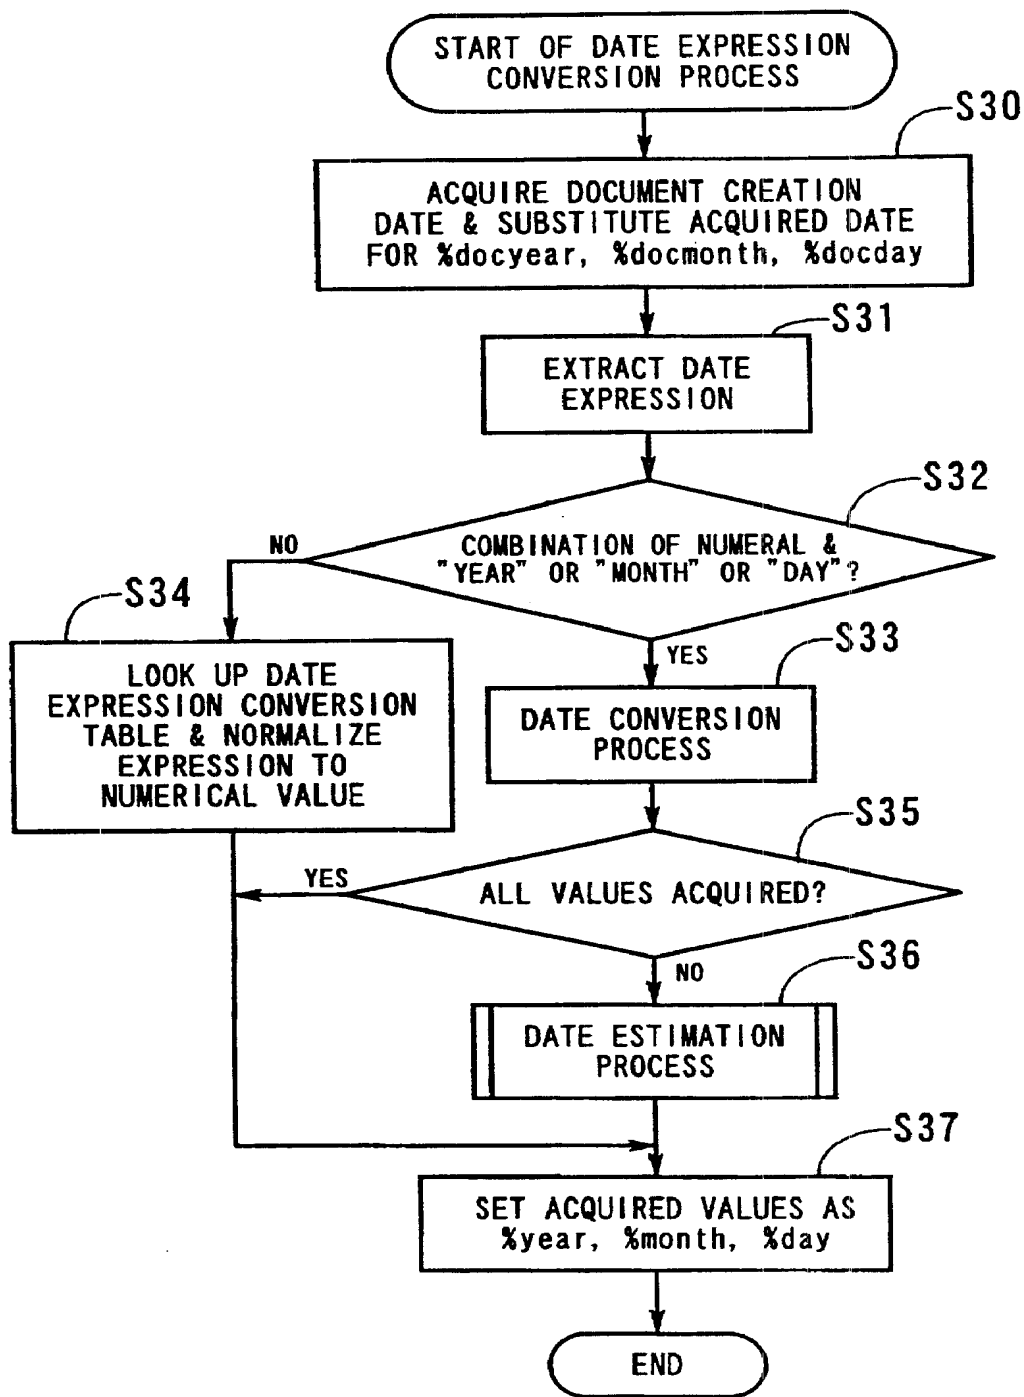 START OF DATE EXPRESSION
CONVERSION PROCESS
S30
ACQUIRE DOCUMENT CREATION
DATE & SUBSTITUTE ACQUIRED DATE
FOR %docyear, %docmonth, %docday
S31
EXTRACT DATE
EXPRESSION
S32
COMBINATION OF NUMERAL &
"YEAR" OR "MONTH" OR "DAY"?
NO
YES
S34
LOOK UP DATE
EXPRESSION CONVERSION
TABLE & NORMALIZE
EXPRESSION TO
NUMERICAL VALUE
S33
DATE CONVERSION
PROCESS
S35
ALL VALUES ACQUIRED?
YES
NO
S36
DATE ESTIMATION
PROCESS
S37
SET ACQUIRED VALUES AS
%year, %month, %day
END